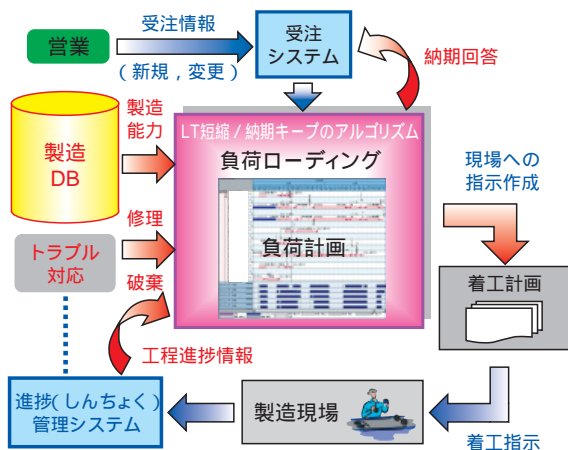 営業
受注情報
(新規,変更)
受注
システム
納期回答
製造
DB
製造
能力
LT短縮/納期キープのアルゴリズム
負荷ローディング
負荷計画
現場への
指示作成
修理
トラブル
対応
破棄
着工計画
工程進捗情報
進捗(しんちょく)
管理システム
製造現場
着工指示